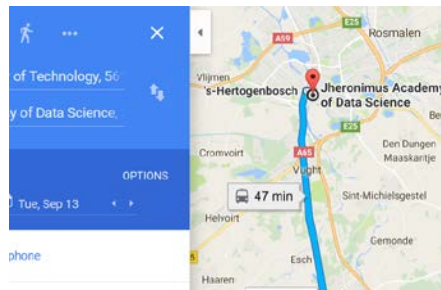 of Technology, 56
y of Data Science,
OPTIONS
Tue, Sep 13
phone
E25
A59
Rosmalen
Vlijmen
's-Hertogenbosch
Jheronimus Academy
of Data Science
Be
E25
Cromvoirt
A65
Vught
Den Dungen
Maaskantje
47 min
Sint-Michielsgestel
Helvoirt
Gemonde
Esch
Haaren